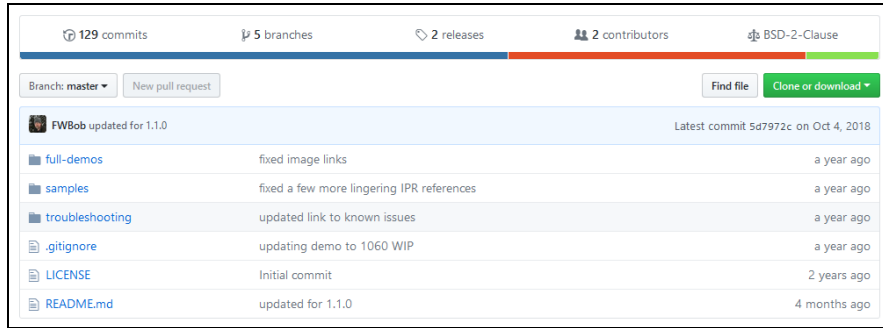 129 commits 5 branches 2 releases 2 contributors BSD-2-Clause
Branch: master New pull request Find file Clone or download
FWBob updated for 1.1.0 Latest commit 5d7972c on Oct 4, 2018
full-demos fixed image links a year ago
samples fixed a few more lingering IPR references a year ago
troubleshooting updated link to known issues a year ago
.gitignore updating demo to 1060 WIP a year ago
LICENSE Initial commit 2 years ago
README.md updated for 1.1.0 4 months ago